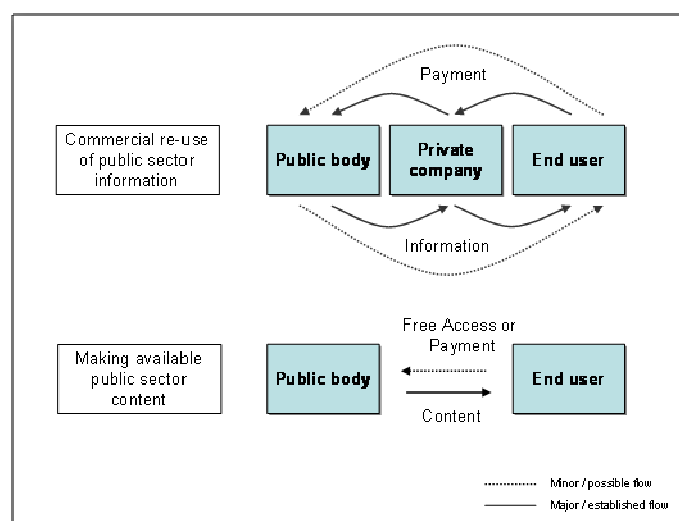 Payment
Commercial re-use
of public sector
information
Public body
Private
company
End user
Information
Free Access or
Payment
Making available
public sector
content
Public body
End user
Content
Minor / possible flow
Major / established flow